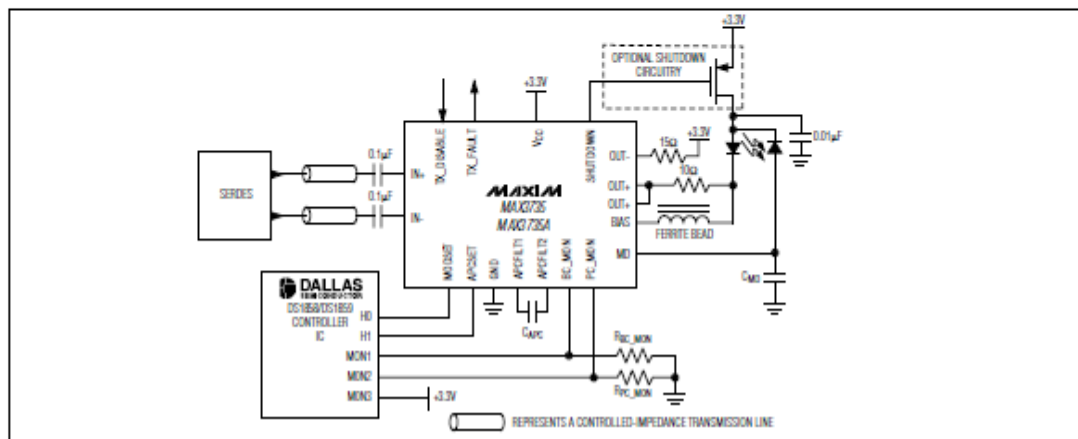 +3.3V
OPTIONAL SHUTDOWN
CIRCUITRY
+3.3V
TX_DISABLE
TX_FAULT
VCC
SHUTDOWN
0.01µF
15Ω
+3.3V
OUT-
10Ω
OUT+
OUT+
BIAS
FERRITE BEAD
MD
CMD
SERDES
0.1µF
IN+
0.1µF
IN-
MAXIM
MAX3735
MAX3735A
MODSET
APCSET
GND
APCFILT1
APCFILT2
BC_MON
PC_MON
CAPC
DALLAS
SEMICONDUCTOR
DS1858/DS1859
CONTROLLER
IC
H0
H1
MON1
MON2
MON3
+3.3V
RBC_MON
RPC_MON
REPRESENTS A CONTROLLED-IMPEDANCE TRANSMISSION LINE